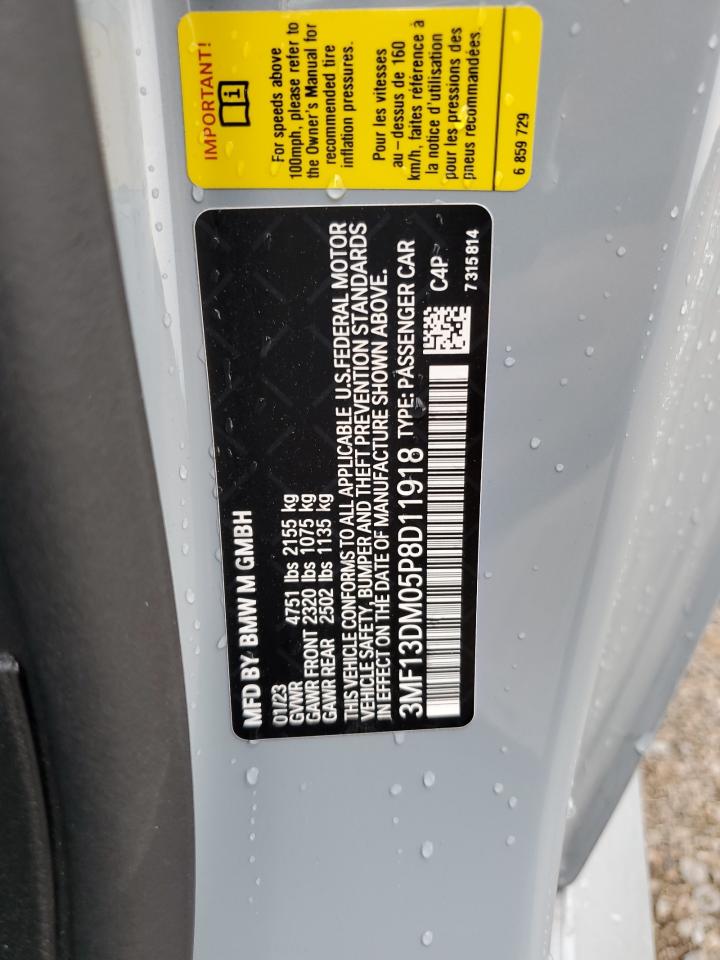 MFD BY BMW M GMBH
01/23
GVWR 4751 lbs 2155 kg
GAWR FRONT 2320 lbs 1075 kg
GAWR REAR 2502 lbs 1135 kg
THIS VEHICLE CONFORMS TO ALL APPLICABLE U.S.FEDERAL MOTOR
VEHICLE SAFETY, BUMPER AND THEFT PREVENTION STANDARDS
IN EFFECT ON THE DATE OF MANUFACTURE SHOWN ABOVE.
3MF13DM05P8D11918 TYPE: PASSENGER CAR
C4P
7 315 814
IMPORTANT!
For speeds above
100mph, please refer to
the Owner's Manual for
recommended tire
inflation pressures.
Pour les vitesses
au-dessus de 160
km/h, faites référence à
la notice d'utilisation
pour les pressions des
pneus recommandées.
6 859 729